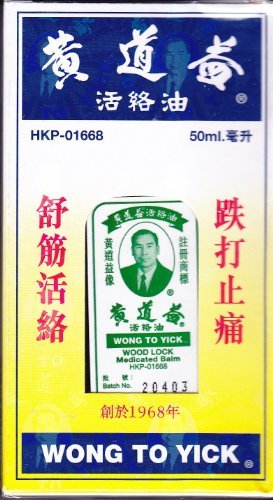 黃道益®
活絡油
HKP-01668
50ml.毫升
舒筋活絡
跌打止痛
黃道益活絡油
黃道益像
註冊商標
黃道益®
活絡油
WONG TO YICK
WOOD LOCK
Medicated Balm
HKP-01668
批 號：
Batch No. 20403
創於1968年
WONG TO YICK®